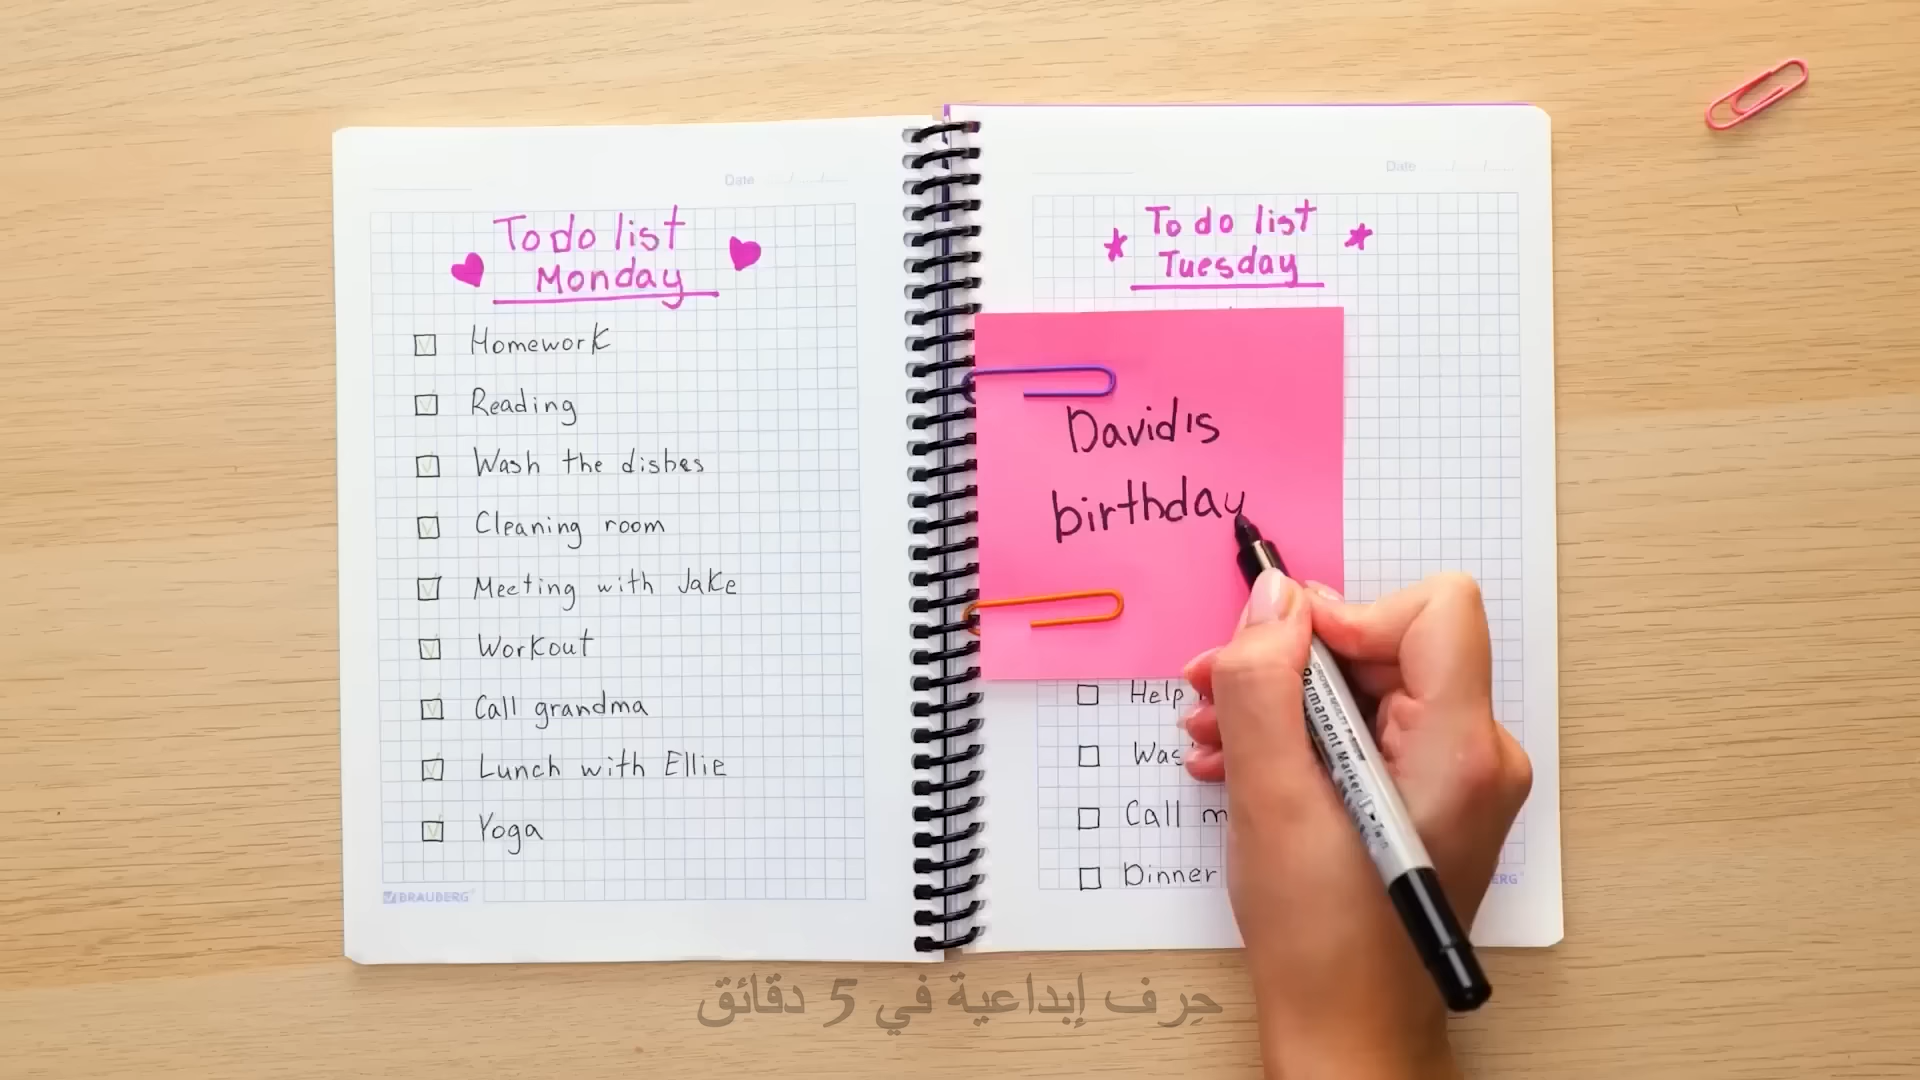 Date
To do list
Monday
Homework
Reading
Wash the dishes
Cleaning room
Meeting with Jake
Workout
Call grandma
Lunch with Ellie
Yoga
BRAUBERG
Date
To do list
Tuesday
David's
birthday
Help
Call
Dinner
Permanent Marker
حِرف إبداعية في 5 دقائق